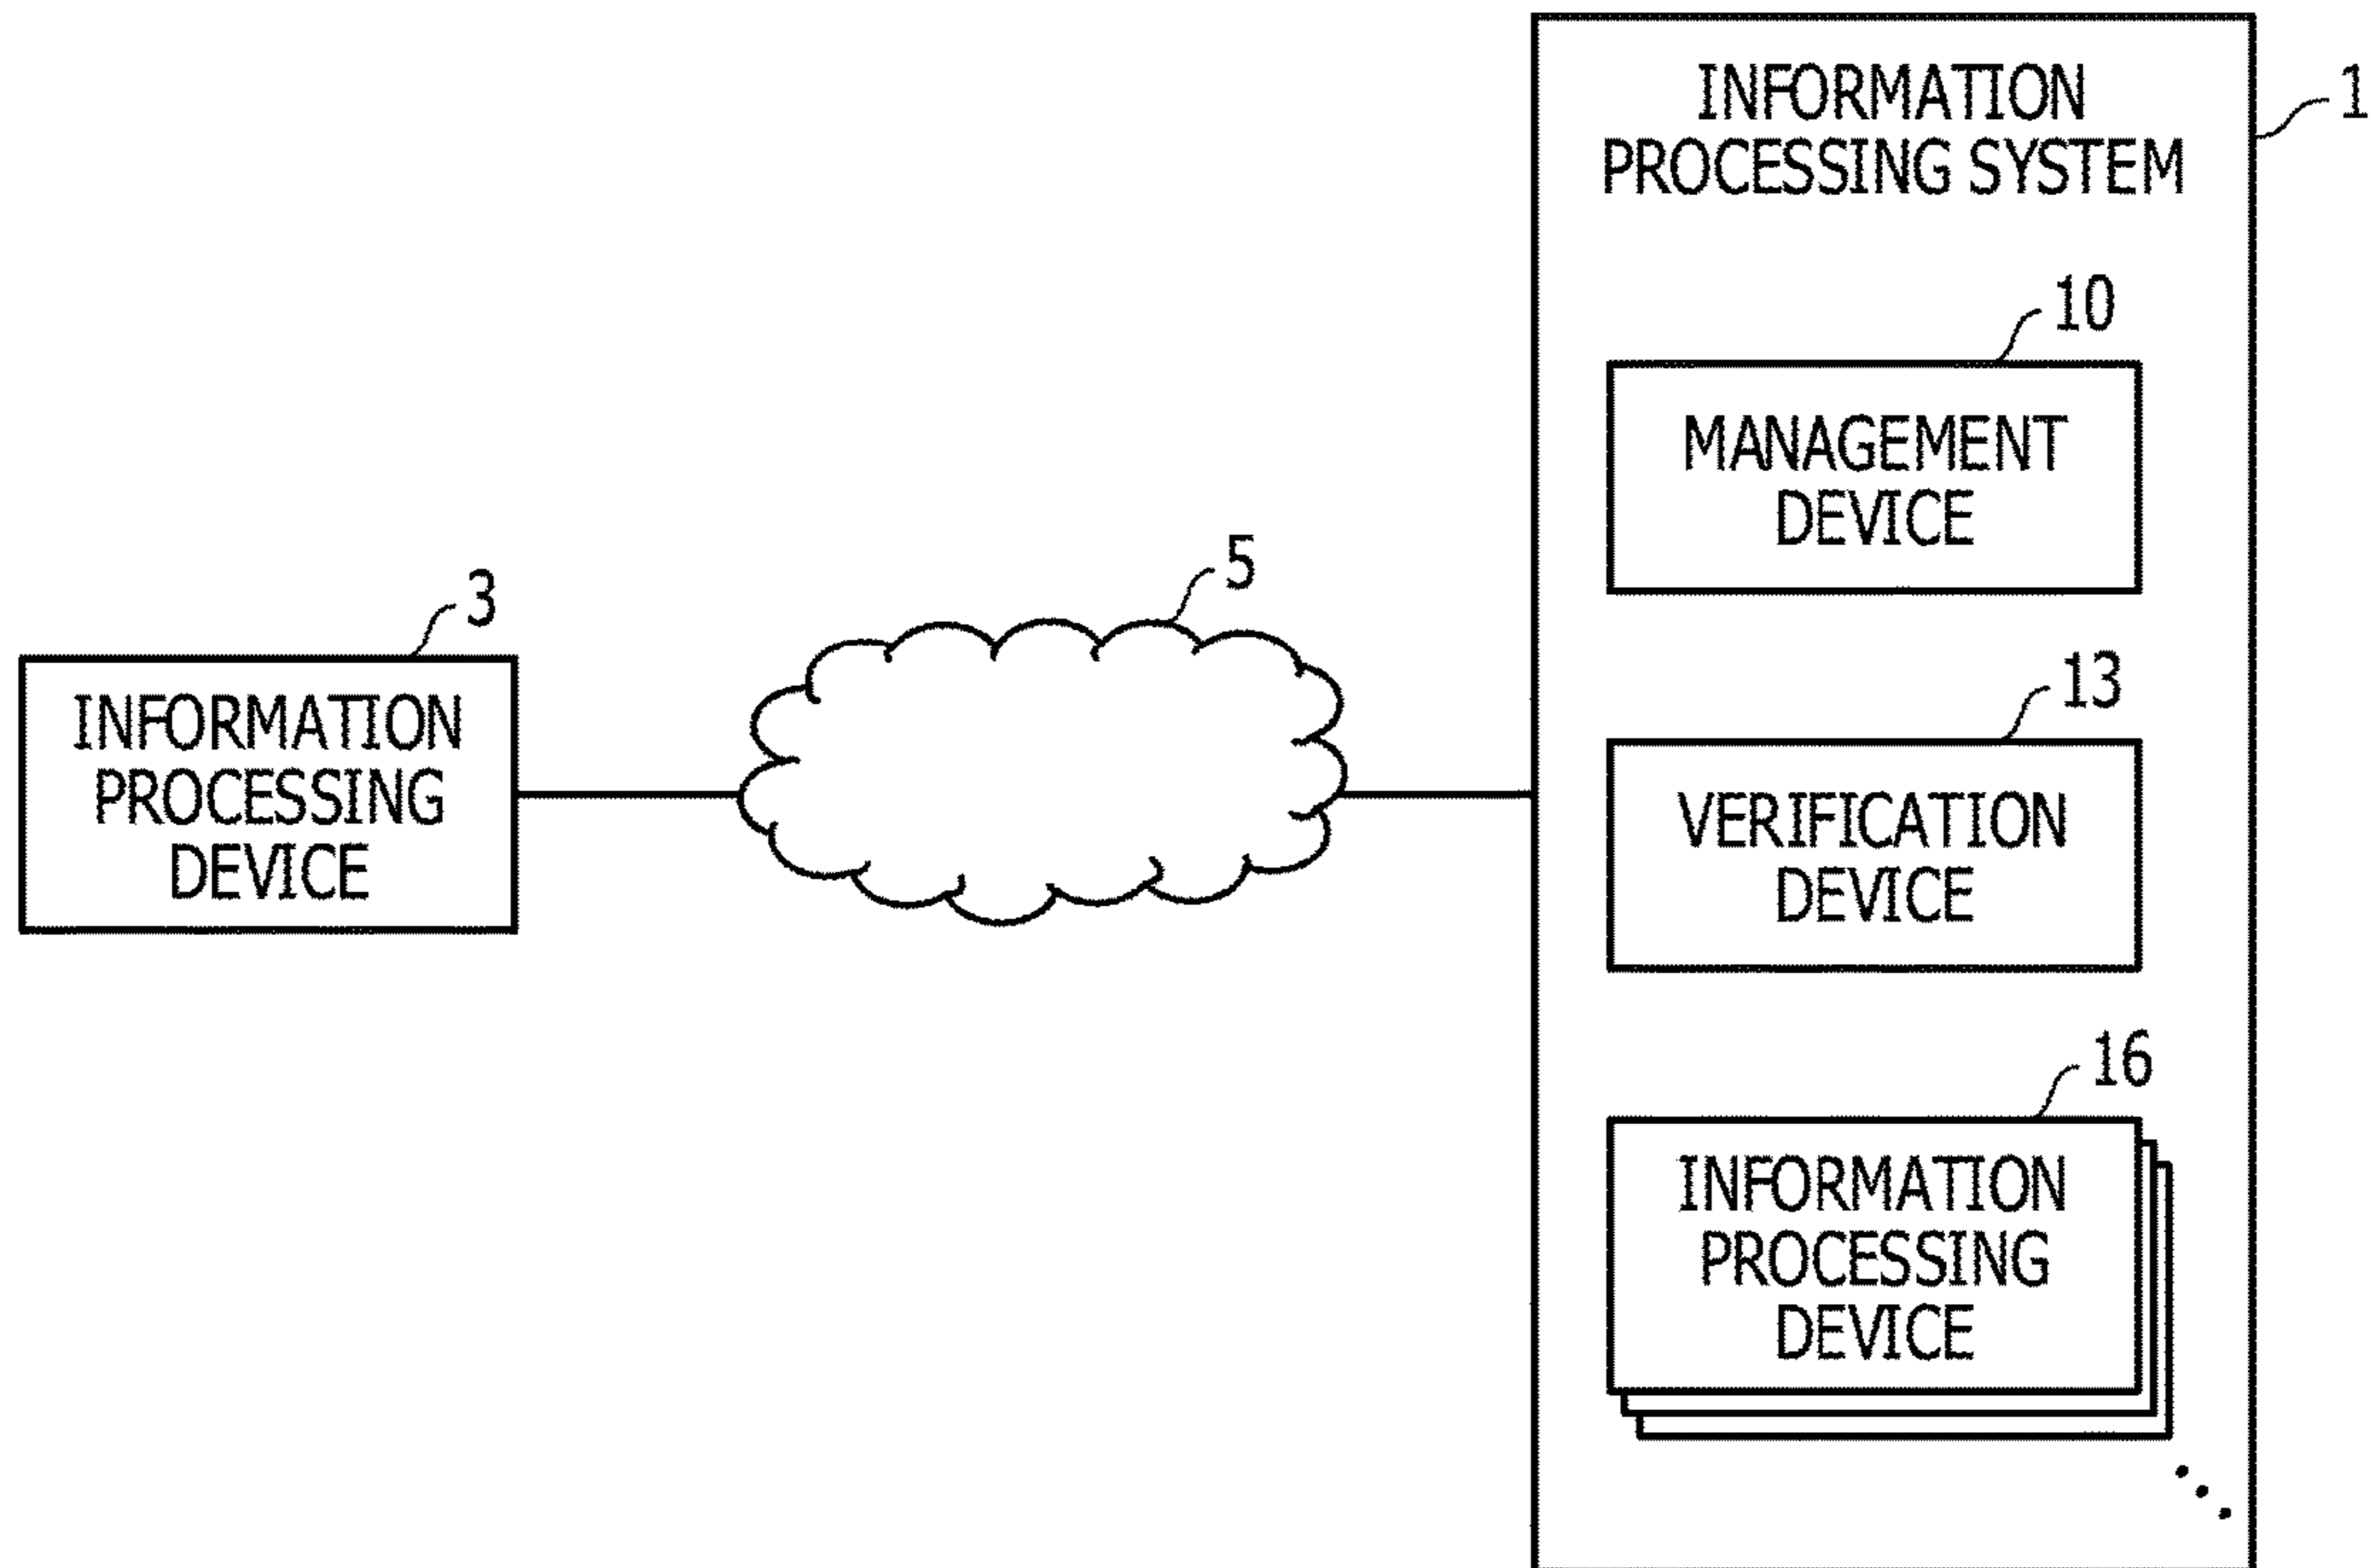 INFORMATION
PROCESSING SYSTEM
1
10
MANAGEMENT
DEVICE
5
3
INFORMATION
PROCESSING
DEVICE
13
VERIFICATION
DEVICE
16
INFORMATION
PROCESSING
DEVICE